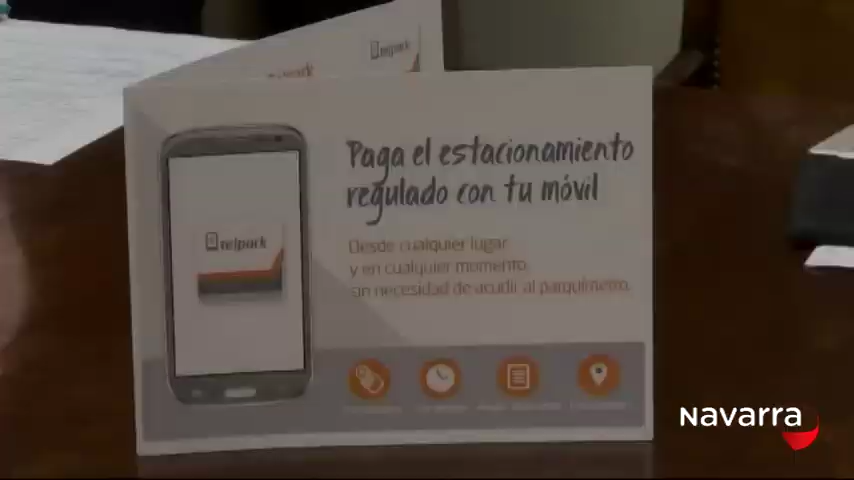 telpark
Paga el estacionamiento
regulado con tu móvil
Desde cualquier lugar
y en cualquier momento,
sin necesidad de acudir al parquímetro.
telpark
NAVARRA